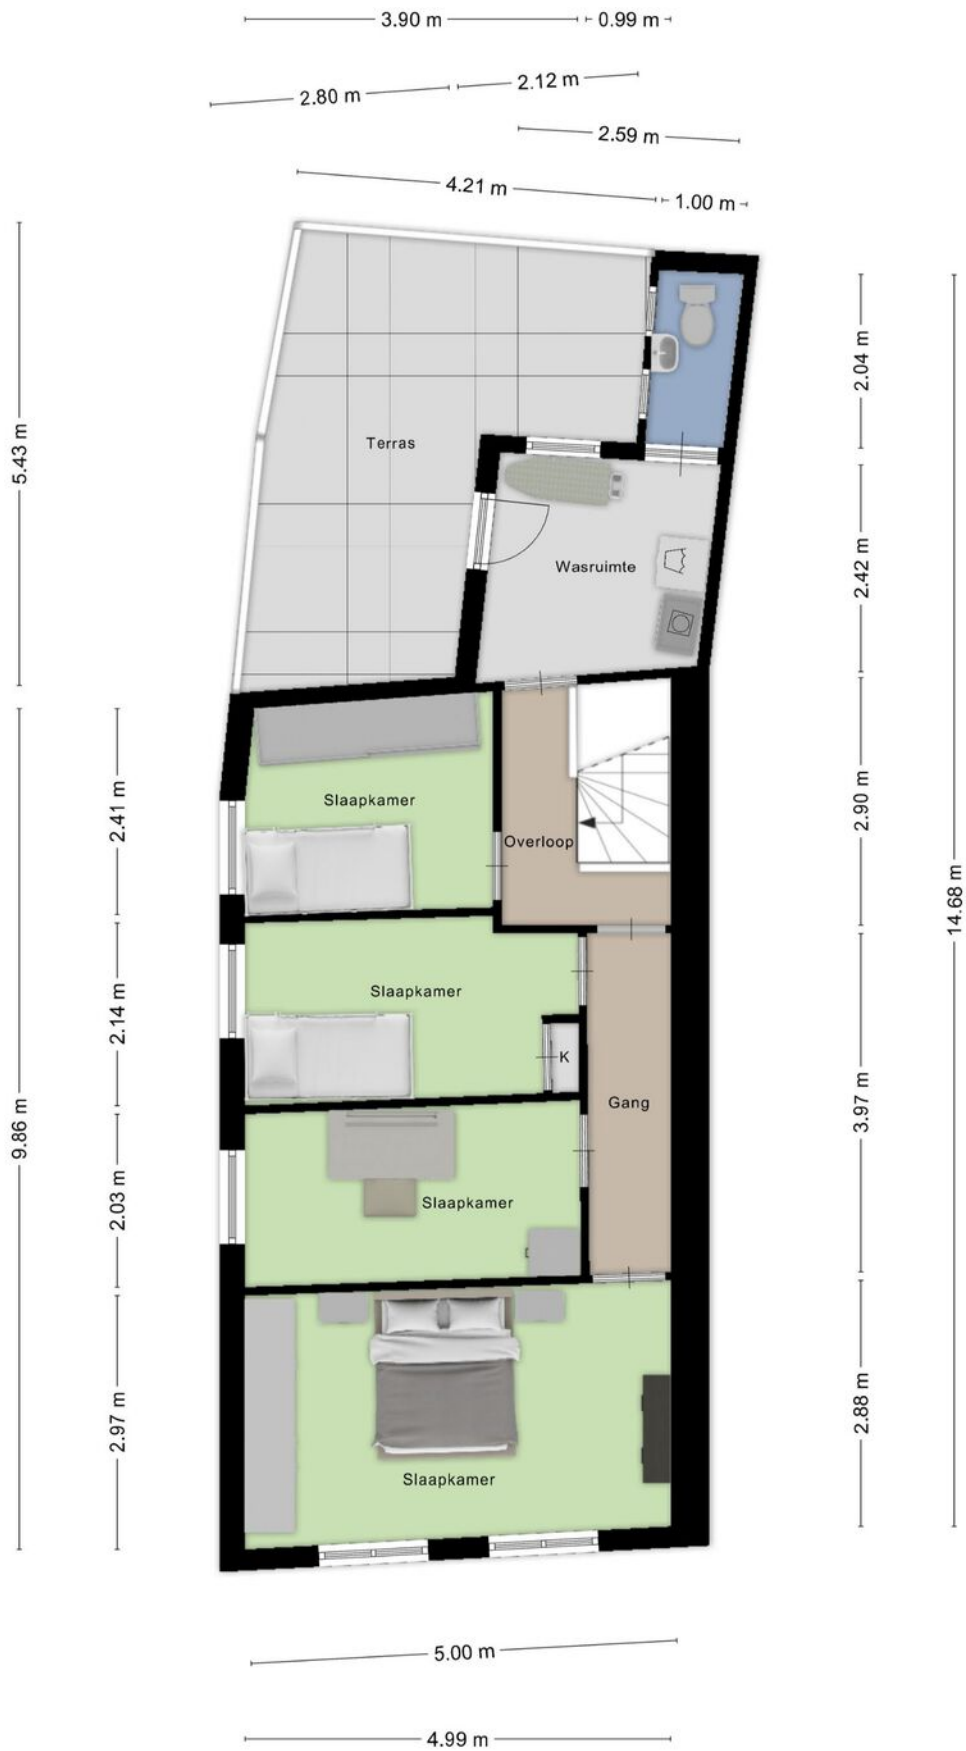 3.90 m
0.99 m
2.80 m
2.12 m
2.59 m
4.21 m
1.00 m
5.43 m
2.04 m
Terras
Wasruimte
2.42 m
14.68 m
9.86 m
2.41 m
Slaapkamer
Overloop
2.90 m
2.14 m
Slaapkamer
K
Gang
3.97 m
2.03 m
Slaapkamer
2.97 m
Slaapkamer
2.88 m
5.00 m
4.99 m